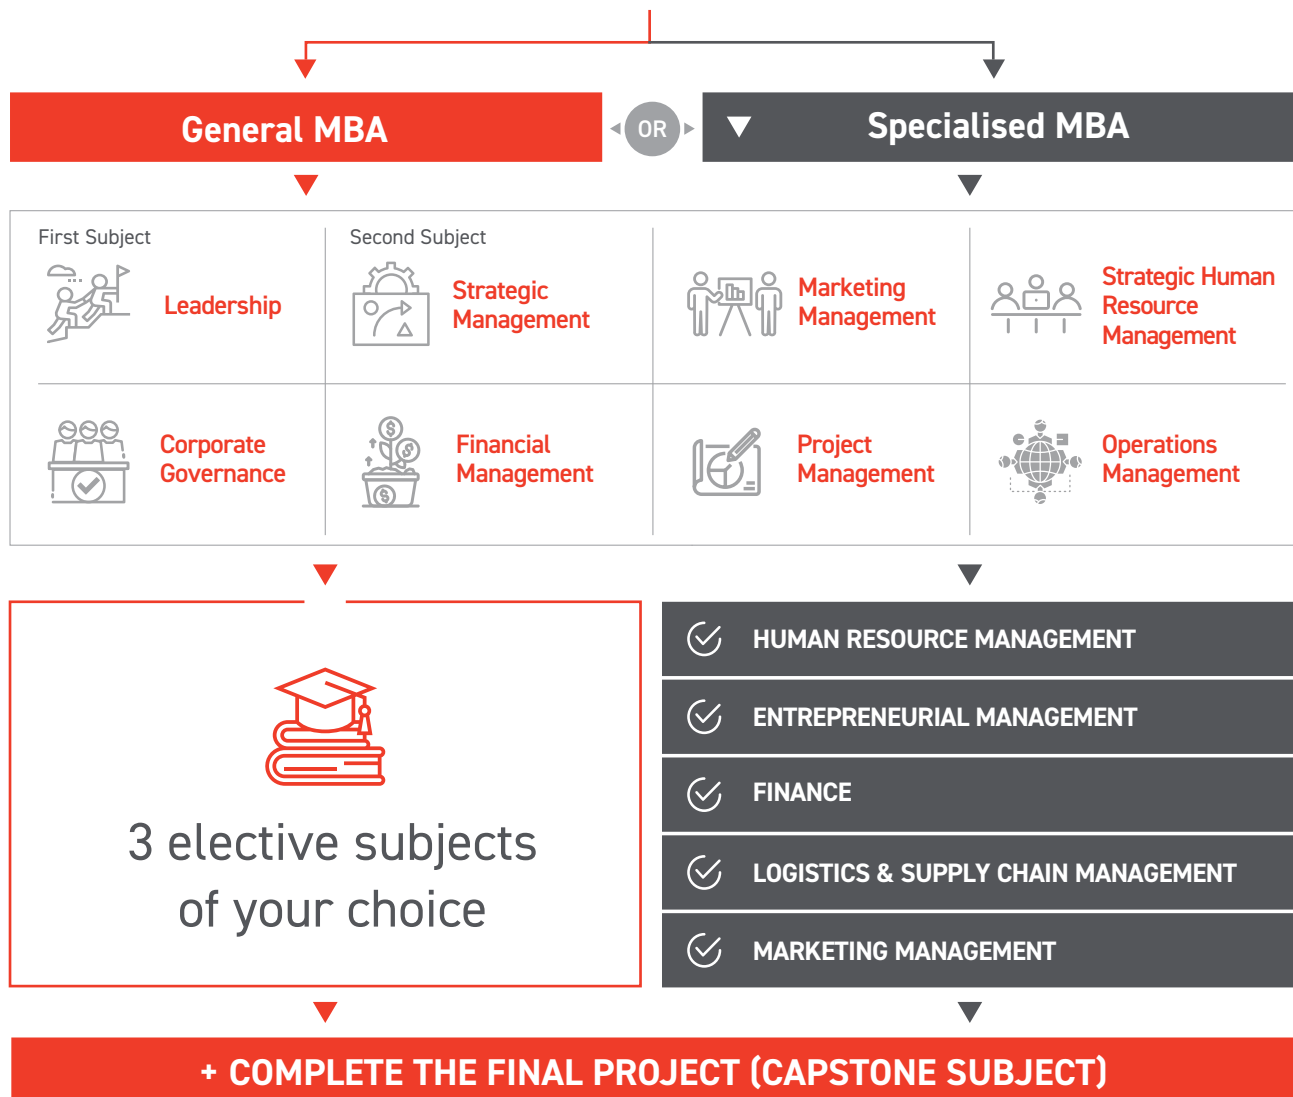 General MBA
OR
Specialised MBA
First Subject
Leadership
Second Subject
Strategic
Management
Marketing
Management
Strategic Human
Resource
Management
Corporate
Governance
Financial
Management
Project
Management
Operations
Management
3 elective subjects
of your choice
HUMAN RESOURCE MANAGEMENT
ENTREPRENEURIAL MANAGEMENT
FINANCE
LOGISTICS & SUPPLY CHAIN MANAGEMENT
MARKETING MANAGEMENT
+ COMPLETE THE FINAL PROJECT (CAPSTONE SUBJECT)